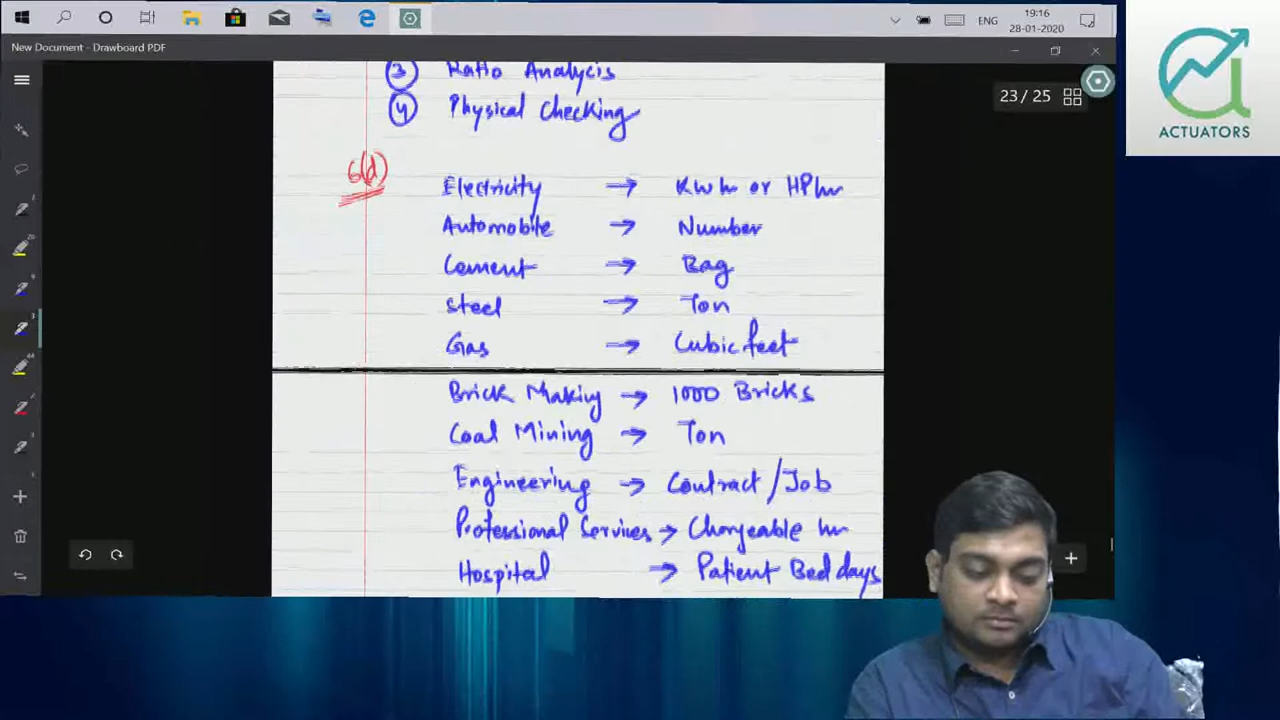 ENG
19:16
28-01-2020
New Document - Drawboard PDF
ACTUATORS
23 / 25
3 Ratio Analysis
4 Physical Checking
6(d)
Electricity → Kwhr or HPhr
Automobile → Number
Cement → Bag
Steel → Ton
Gas → Cubic feet
Brick Making → 1000 Bricks
Coal Mining → Ton
Engineering → Contract/Job
Professional Services → Chargeable hr
Hospital → Patient Bed days